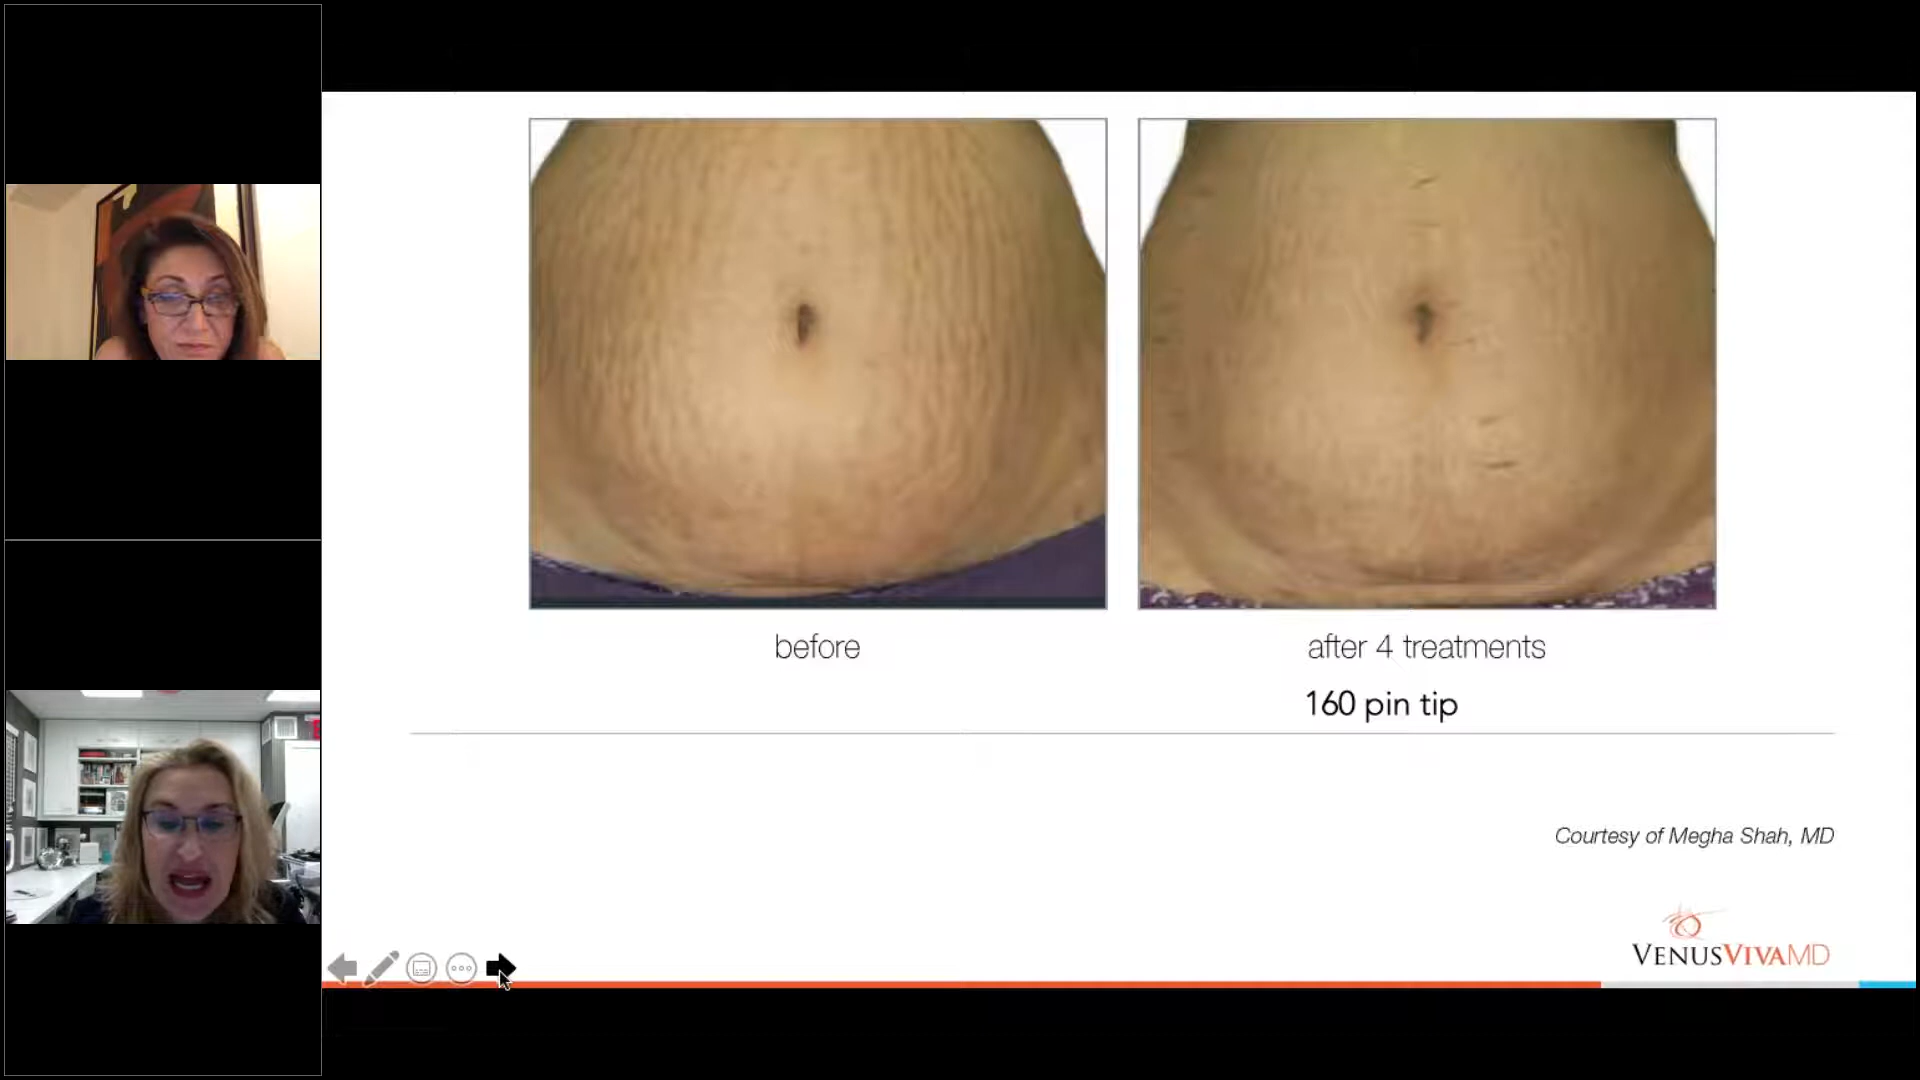 before
after 4 treatments
160 pin tip
Courtesy of Megha Shah, MD
VENUSVIVAMD